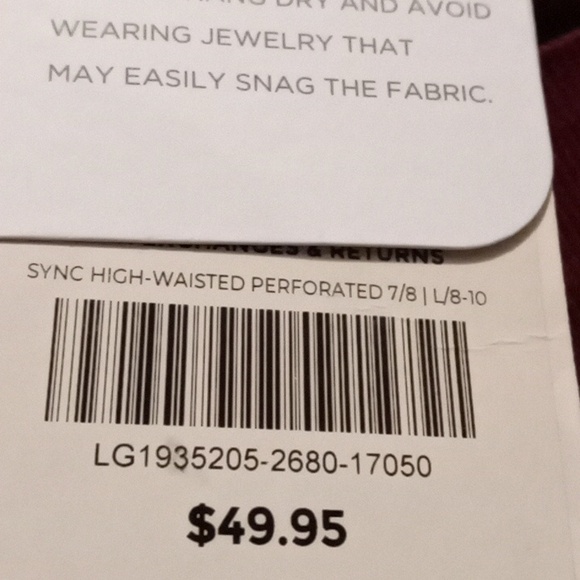 DRY AND AVOID
WEARING JEWELRY THAT
MAY EASILY SNAG THE FABRIC.
& RETURNS
SYNC HIGH-WAISTED PERFORATED 7/8 | L/8-10
LG1935205-2680-17050
$49.95